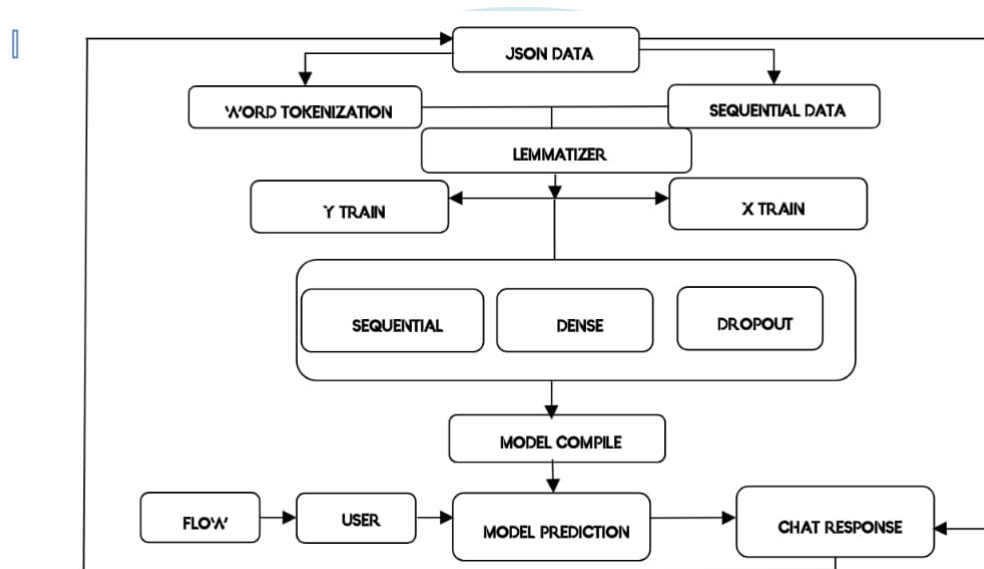 JSON DATA
WORD TOKENIZATION
SEQUENTIAL DATA
LEMMATIZER
Y TRAIN
X TRAIN
SEQUENTIAL
DENSE
DROPOUT
MODEL COMPILE
FLOW
USER
MODEL PREDICTION
CHAT RESPONSE